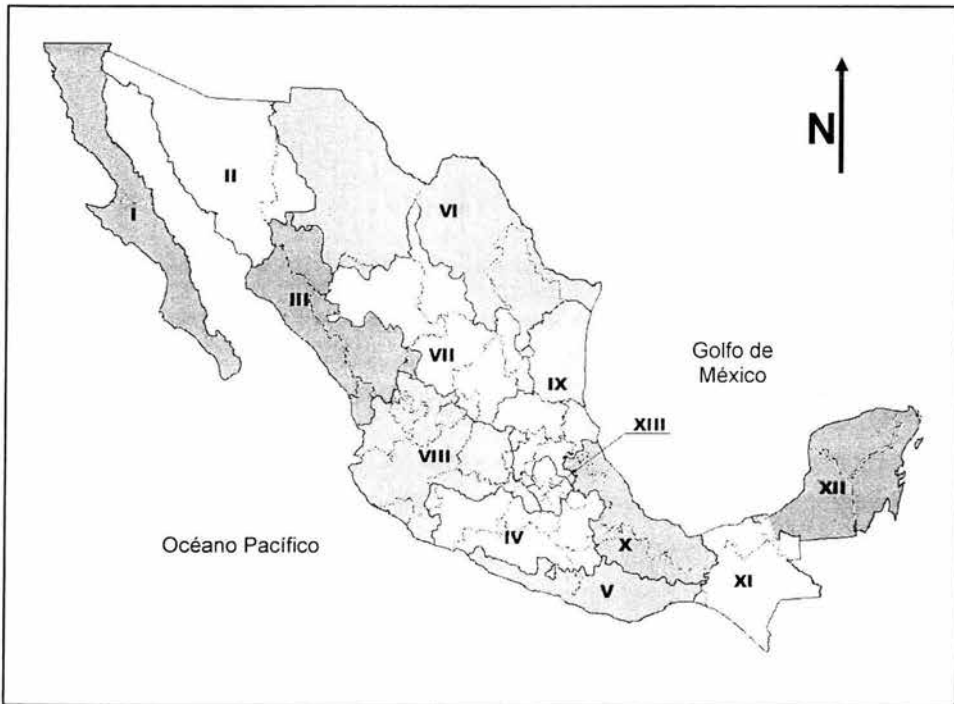 N
II
I
VI
III
Golfo de
México
VII
IX
XIII
VIII
XII
Océano Pacífico
IV
X
XI
V